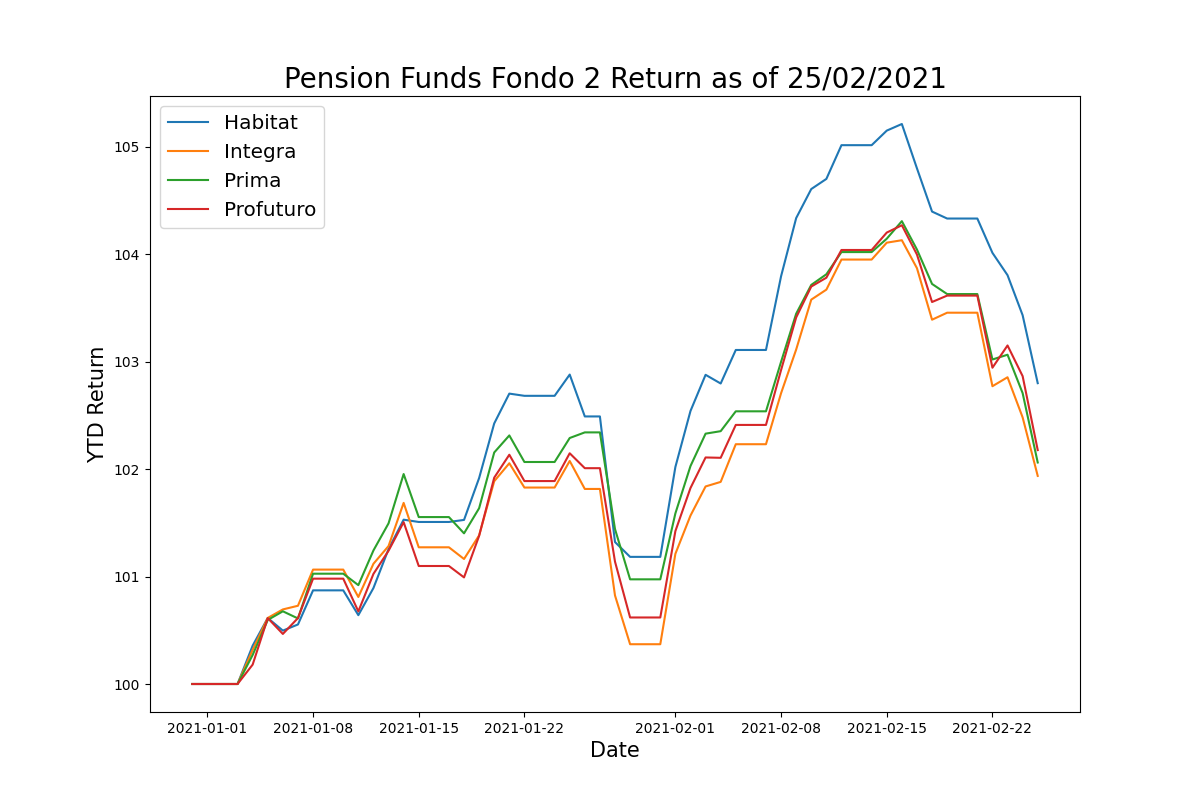 Pension Funds Fondo 2 Return as of 25/02/2021
Habitat
Integra
Prima
Profuturo
YTD Return
105
104
103
102
101
100
2021-01-01 2021-01-08 2021-01-15 2021-01-22 2021-02-01 2021-02-08 2021-02-15 2021-02-22
Date